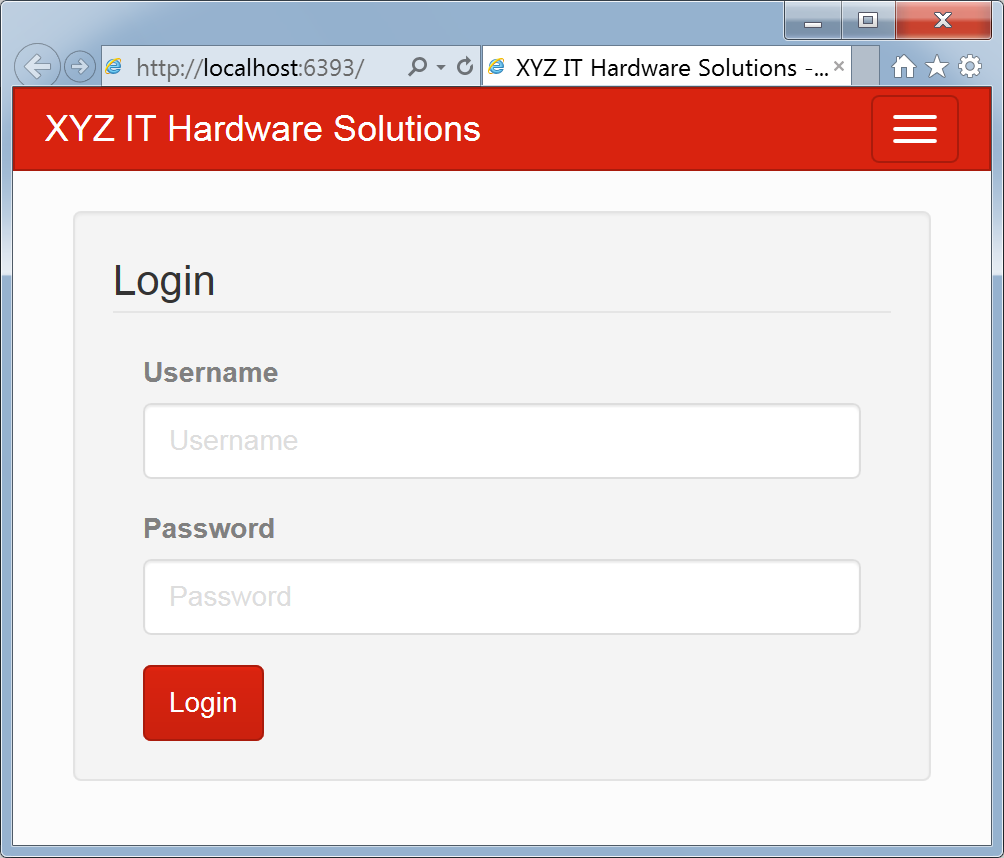 http://localhost:6393/
XYZ IT Hardware Solutions -...
XYZ IT Hardware Solutions
Login
Username
Username
Password
Password
Login